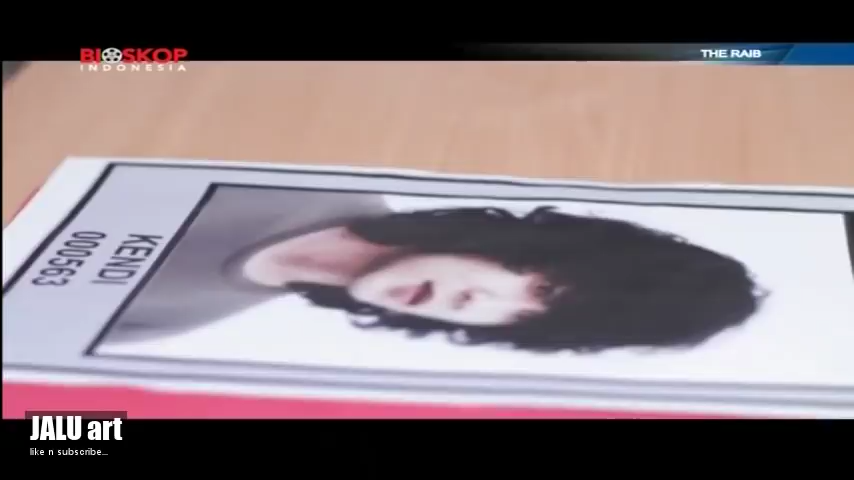 BIOSKOP
INDONESIA
THE RAIB
KENDI
000563
JALU art
like n subscribe...